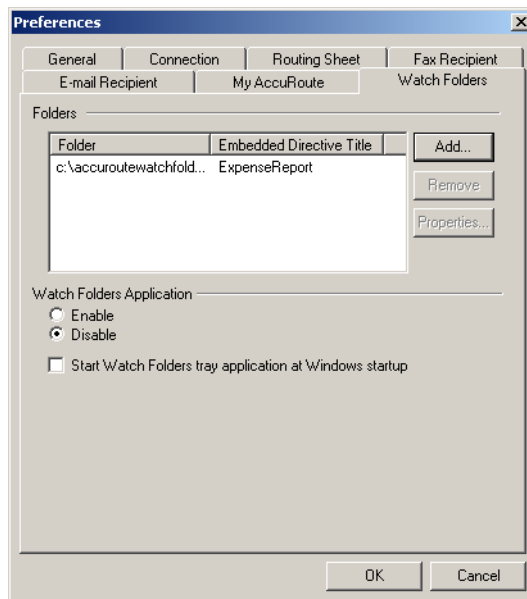 Preferences
General Connection Routing Sheet Fax Recipient
E-mail Recipient My AccuRoute Watch Folders
Folders
Folder Embedded Directive Title Add...
c:\accuroutewatchfold... ExpenseReport
Remove
Properties...
Watch Folders Application
Enable
Disable
Start Watch Folders tray application at Windows startup
OK Cancel